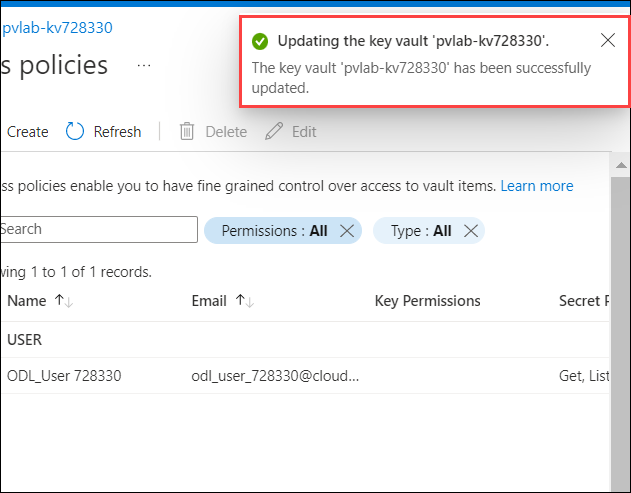 pvlab-kv728330
s policies ...
Updating the key vault 'pvlab-kv728330'.
The key vault 'pvlab-kv728330' has been successfully
updated.
Create Refresh Delete Edit
ss policies enable you to have fine grained control over access to vault items. Learn more
Search Permissions : All Type : All
wing 1 to 1 of 1 records.
Name ↑↓ Email ↑↓ Key Permissions Secret P
USER
ODL_User 728330 odl_user_728330@cloud... Get, List